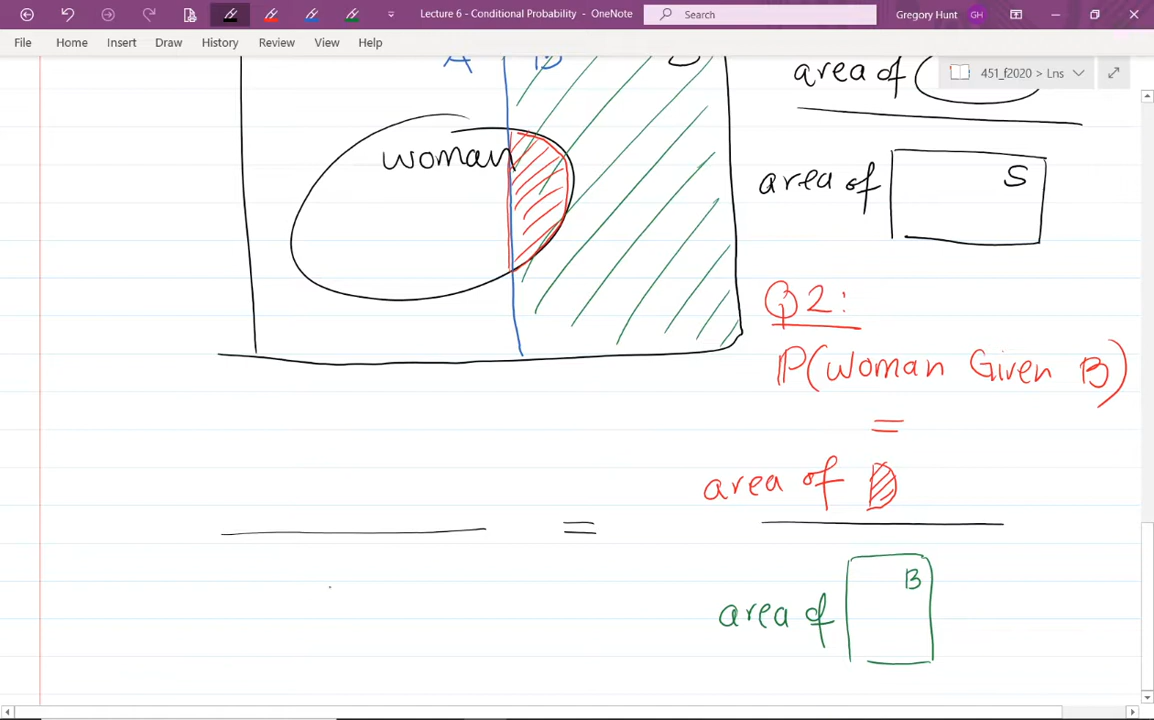 Lecture 6 - Conditional Probability - OneNote
Search
Gregory Hunt
GH
File Home Insert Draw History Review View Help
451_f2020 > Lns
A B
area of
woman
area of
S
Q2:
P(Woman Given B)
=
area of
=
area of
B